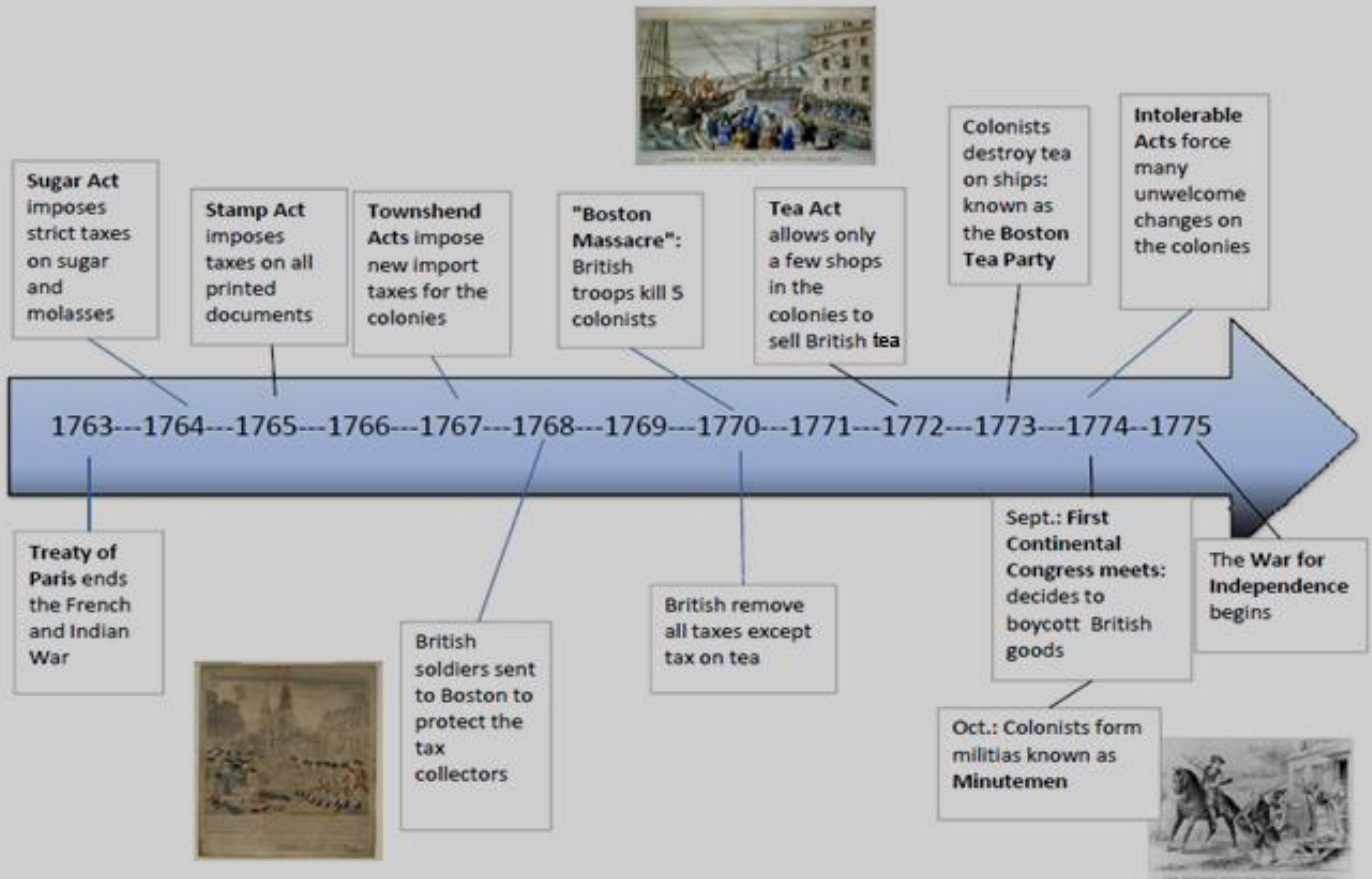 Sugar Act
imposes
strict taxes
on sugar
and
molasses
Stamp Act
imposes
taxes on all
printed
documents
Townshend
Acts impose
new import
taxes for the
colonies
"Boston
Massacre":
British
troops kill 5
colonists
Tea Act
allows only
a few shops
in the
colonies to
sell British tea
Colonists
destroy tea
on ships:
known as
the Boston
Tea Party
Intolerable
Acts force
many
unwelcome
changes on
the colonies
1763---1764---1765---1766---1767---1768---1769---1770---1771---1772---1773---1774--1775
Treaty of
Paris ends
the French
and Indian
War
British
soldiers sent
to Boston to
protect the
tax
collectors
British remove
all taxes except
tax on tea
Sept.: First
Continental
Congress meets:
decides to
boycott British
goods
Oct.: Colonists form
militias known as
Minutemen
The War for
Independence
begins